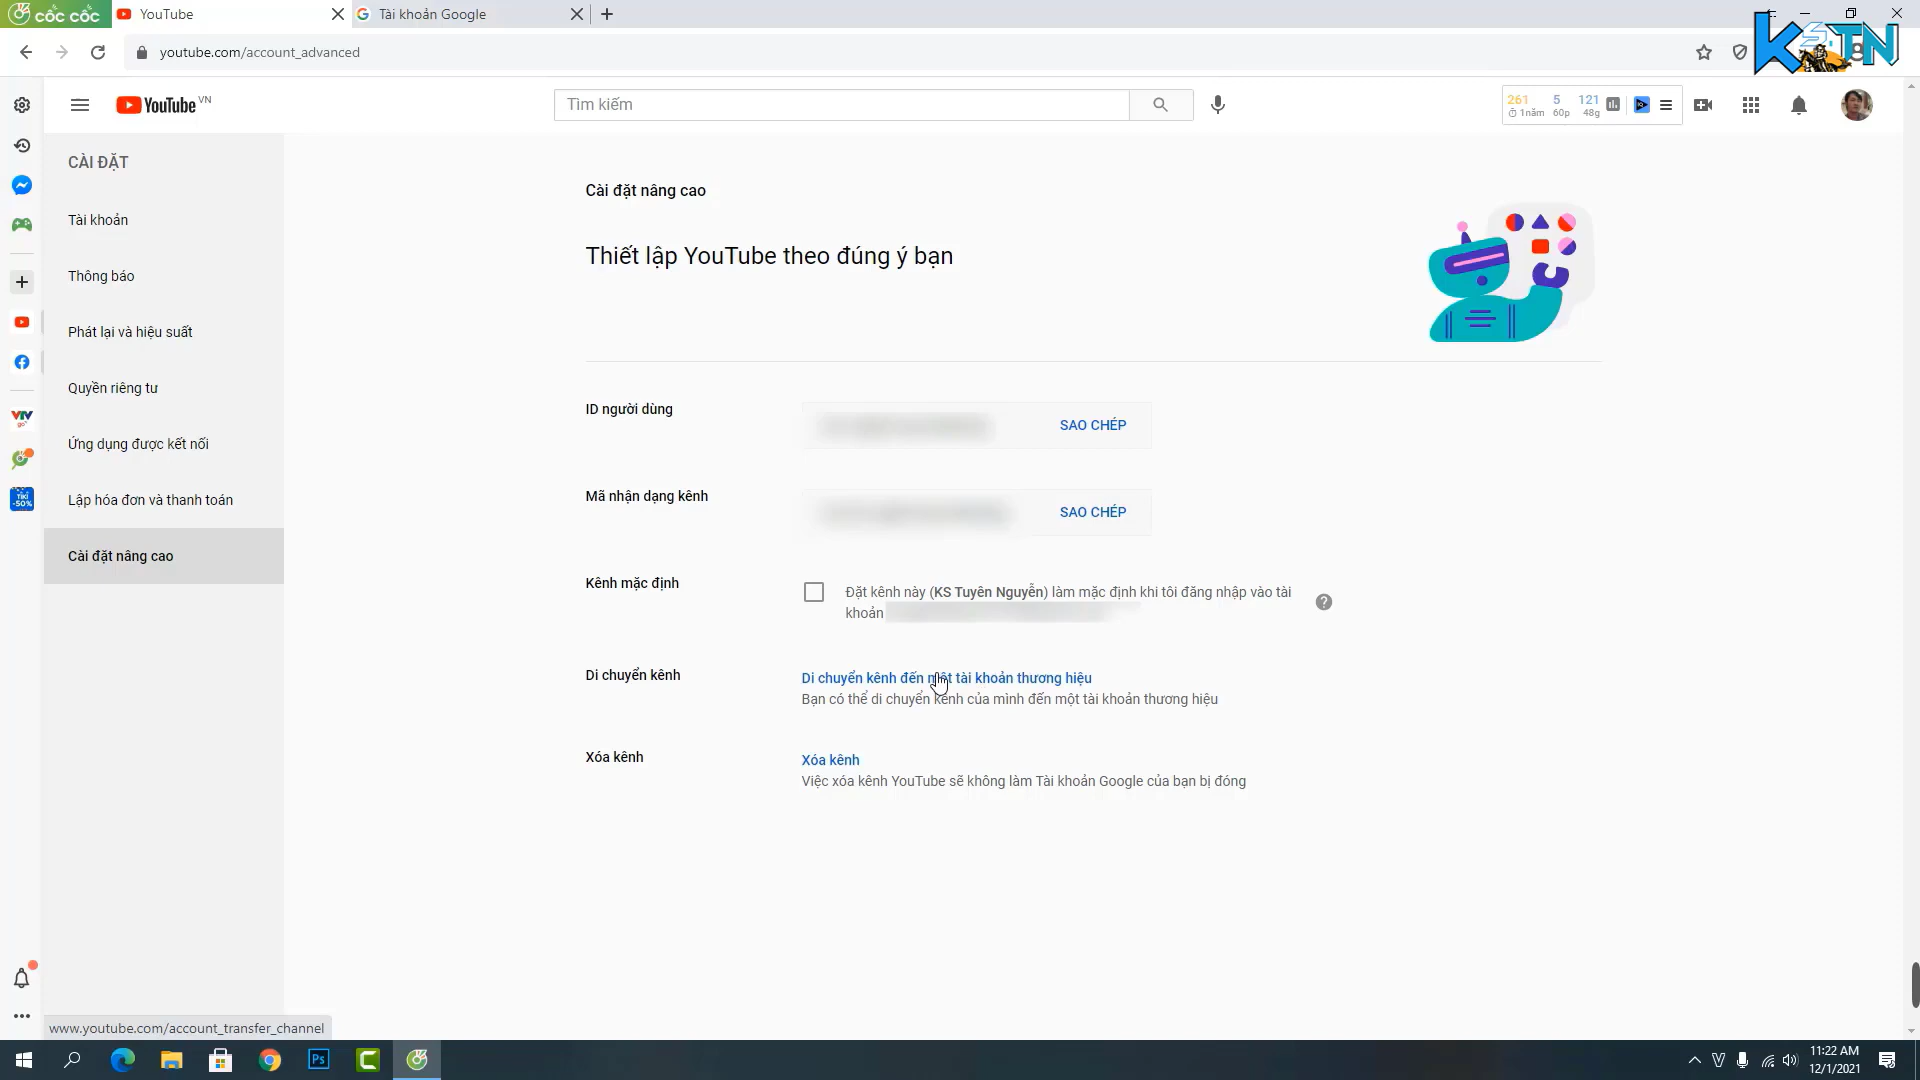 cốc cốc
YouTube
Tài khoản Google
youtube.com/account_advanced
KSTN
YouTube VN
Tìm kiếm
261 5 121
1năm 60p 48g
CÀI ĐẶT
Tài khoản
Thông báo
Phát lại và hiệu suất
Quyền riêng tư
Ứng dụng được kết nối
Lập hóa đơn và thanh toán
Cài đặt nâng cao
VTV
go
TIKI
-50%
Cài đặt nâng cao
Thiết lập YouTube theo đúng ý bạn
ID người dùng
SAO CHÉP
Mã nhận dạng kênh
SAO CHÉP
Kênh mặc định
Đặt kênh này (KS Tuyên Nguyễn) làm mặc định khi tôi đăng nhập vào tài
khoản
Di chuyển kênh
Di chuyển kênh đến một tài khoản thương hiệu
Bạn có thể di chuyển kênh của mình đến một tài khoản thương hiệu
Xóa kênh
Xóa kênh
Việc xóa kênh YouTube sẽ không làm Tài khoản Google của bạn bị đóng
www.youtube.com/account_transfer_channel
Ps
V
11:22 AM
12/1/2021